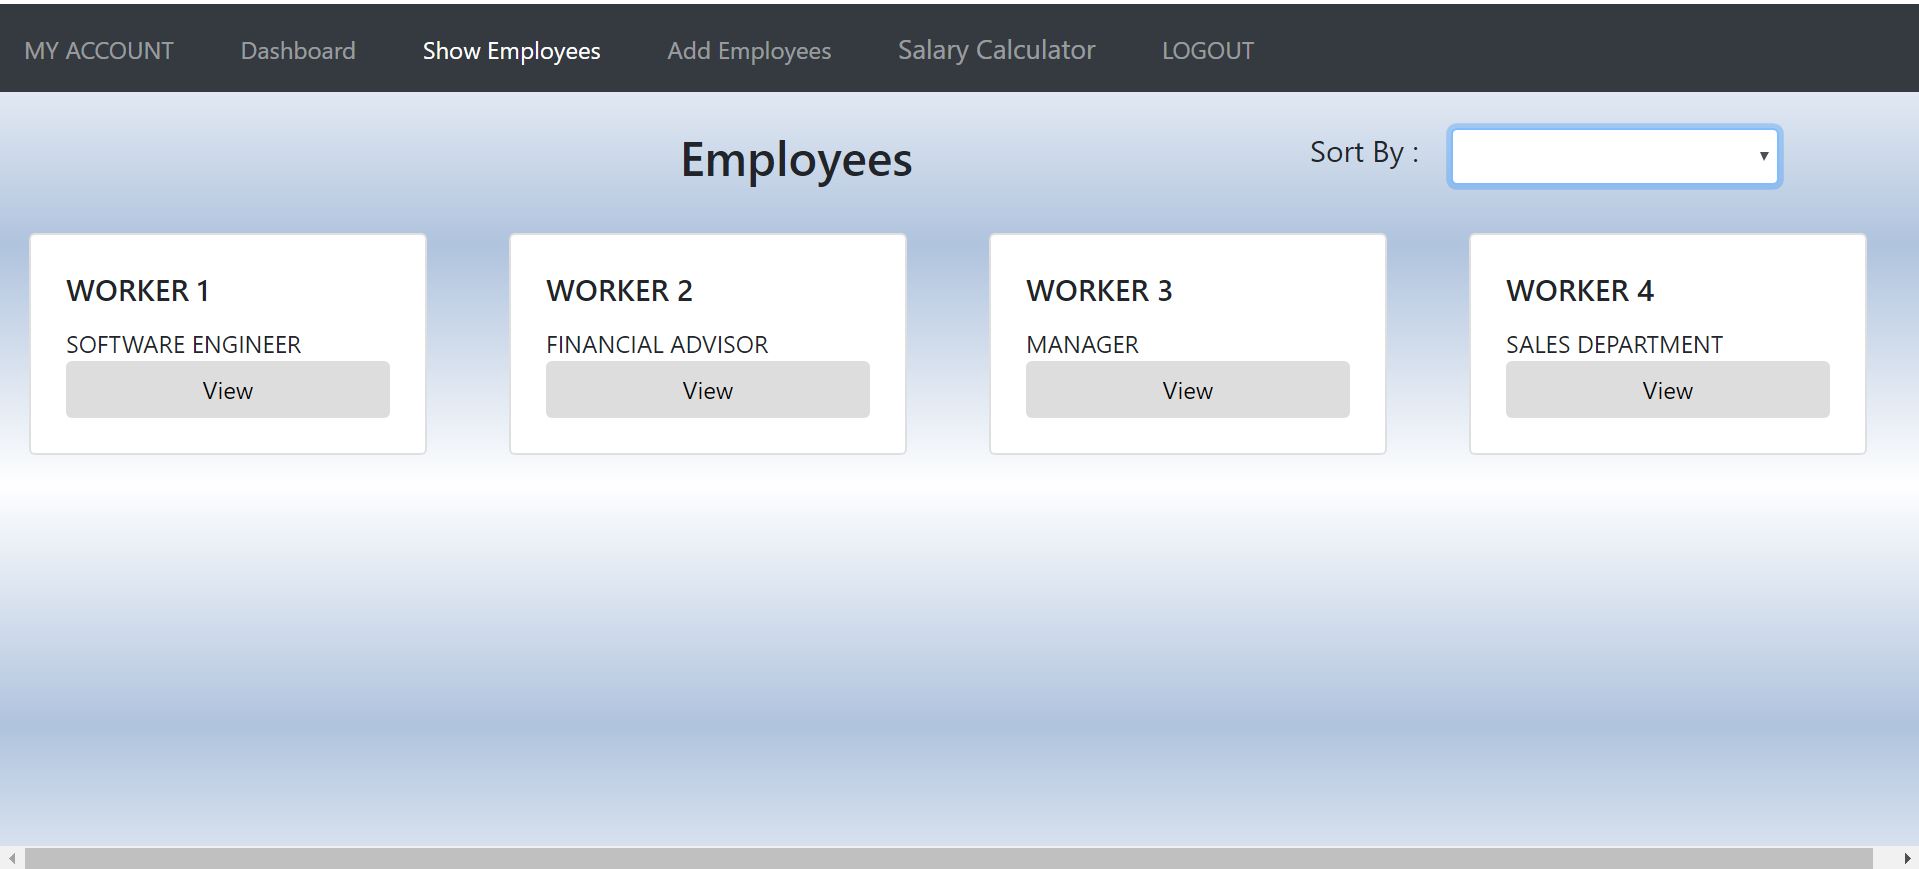 MY ACCOUNT Dashboard Show Employees Add Employees Salary Calculator LOGOUT
Employees Sort By :
WORKER 1
SOFTWARE ENGINEER
View
WORKER 2
FINANCIAL ADVISOR
View
WORKER 3
MANAGER
View
WORKER 4
SALES DEPARTMENT
View